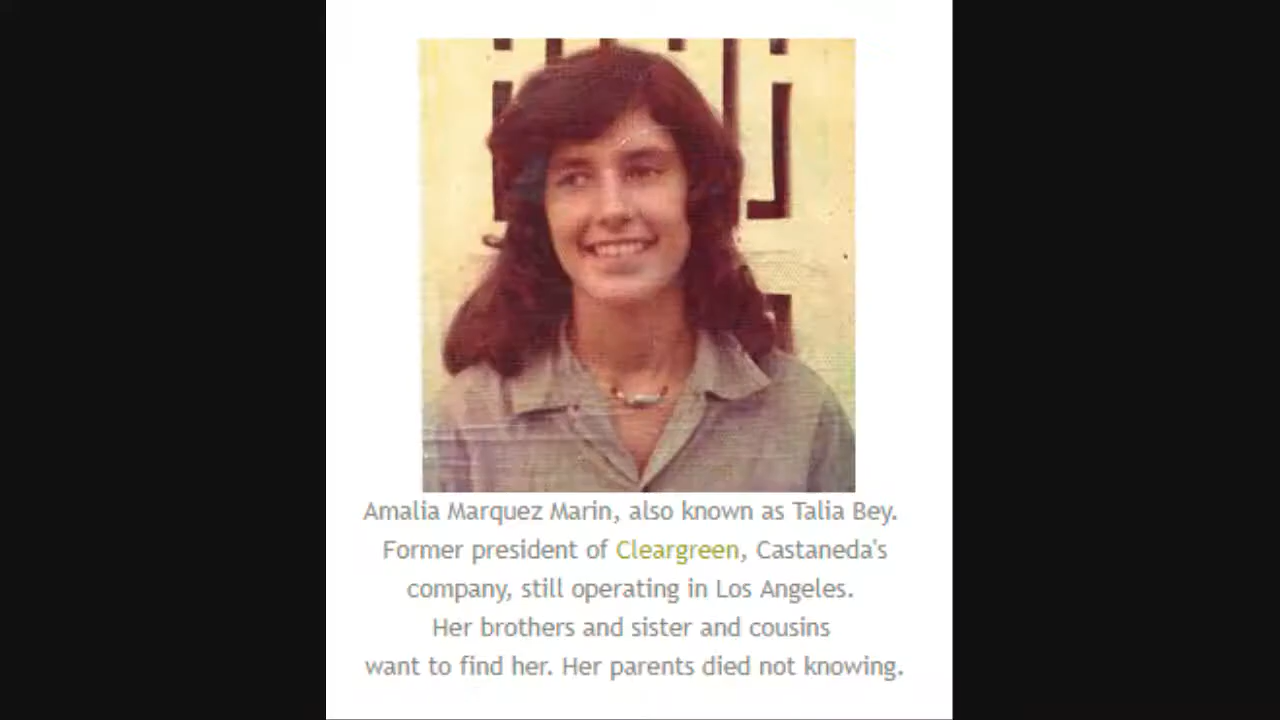 Amalia Marquez Marin, also known as Talia Bey.
Former president of Cleargreen, Castaneda's
company, still operating in Los Angeles.
Her brothers and sister and cousins
want to find her. Her parents died not knowing.